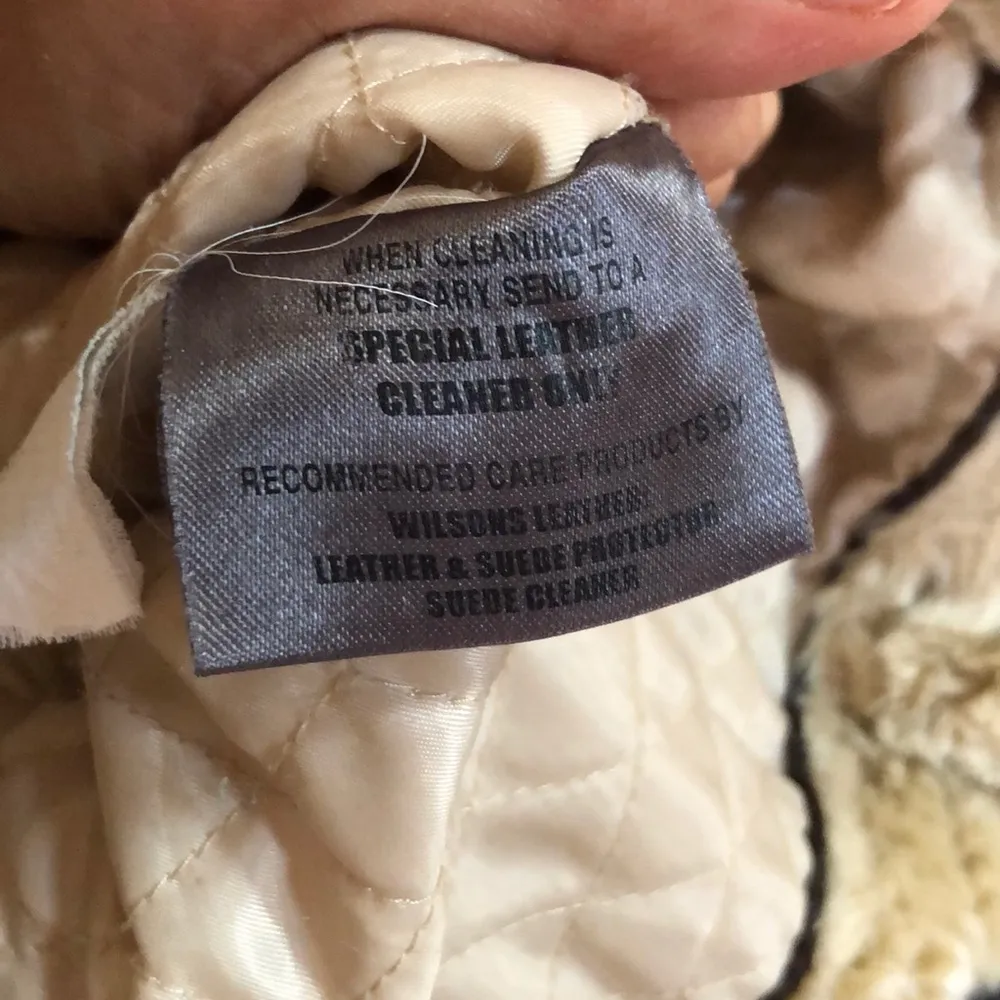 WHEN CLEANING IS
NECESSARY SEND TO A
SPECIAL LEATHER
CLEANER ONLY
RECOMMENDED CARE PRODUCTS BY
WILSONS LEATHER:
LEATHER & SUEDE PROTECTOR
SUEDE CLEANER